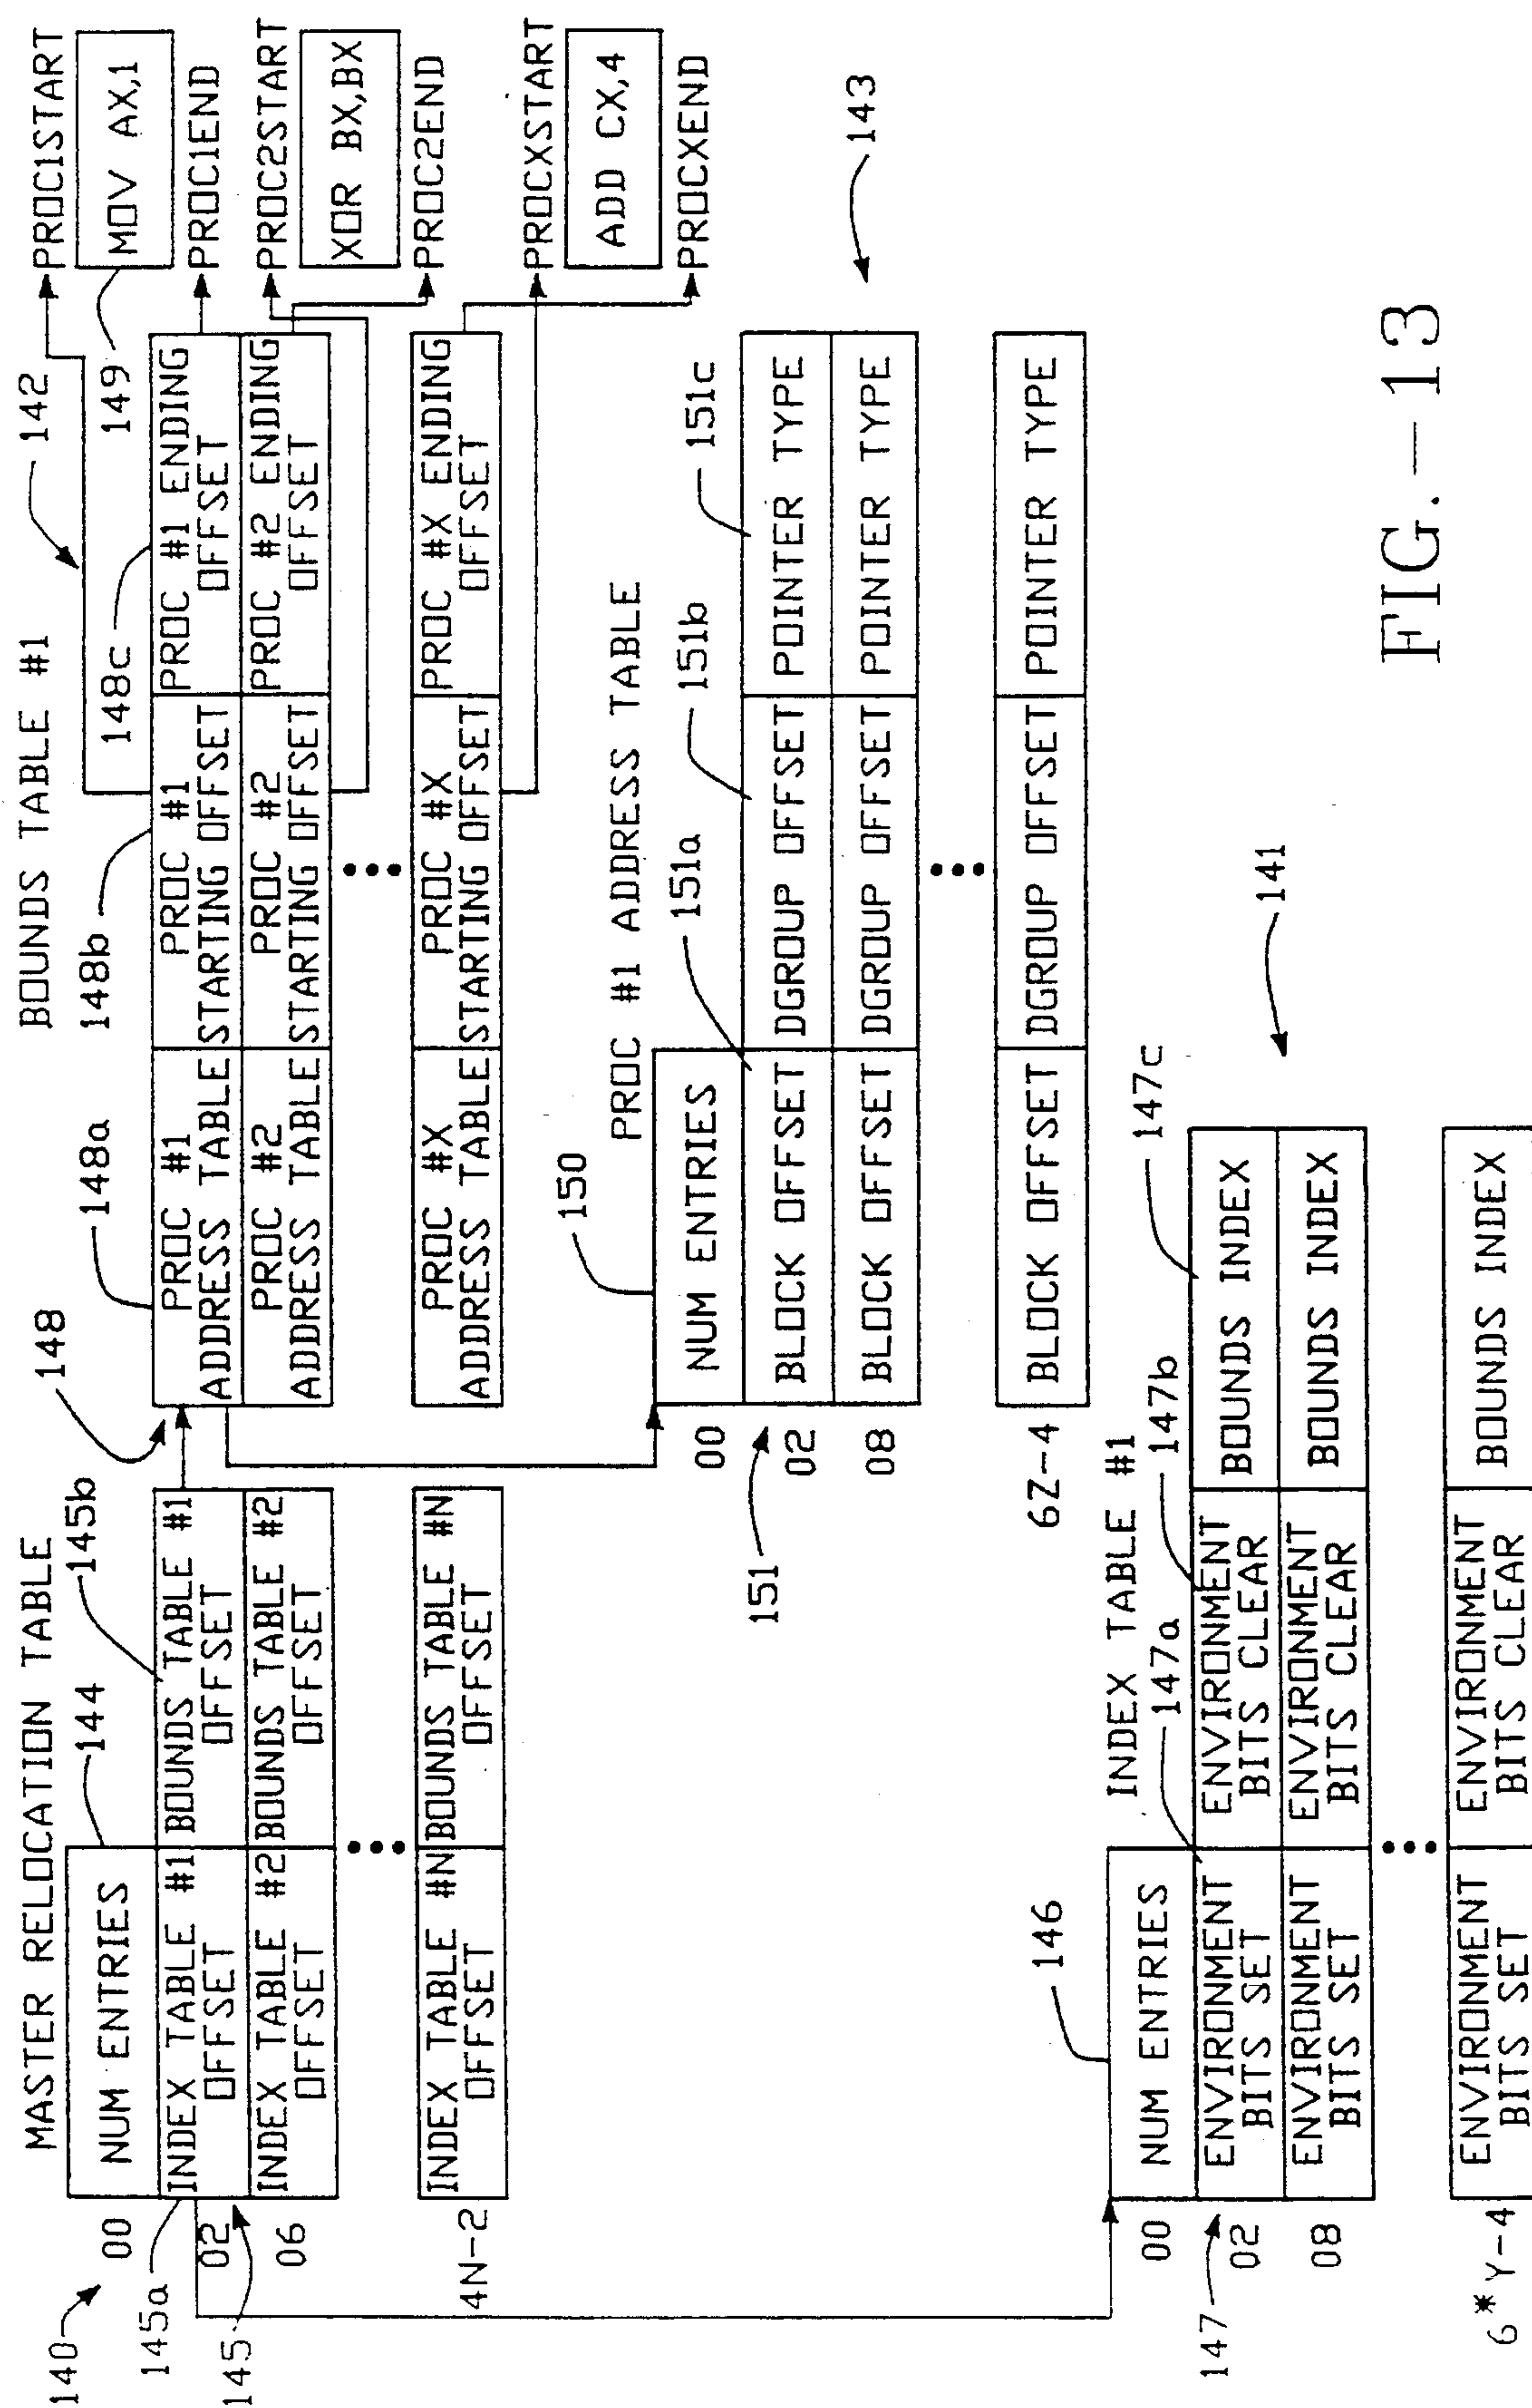 MASTER RELOCATION TABLE
140
144
145b
00
NUM ENTRIES
145a
02
INDEX TABLE #1 OFFSET
BOUNDS TABLE #1 OFFSET
145
06
INDEX TABLE #2 OFFSET
BOUNDS TABLE #2 OFFSET
4N-2
INDEX TABLE #N OFFSET
BOUNDS TABLE #N OFFSET
BOUNDS TABLE #1
142
148
148a
148b
148c
149
PROC #1 ADDRESS TABLE
PROC #1 STARTING OFFSET
PROC #1 ENDING OFFSET
PROC #2 ADDRESS TABLE
PROC #2 STARTING OFFSET
PROC #2 ENDING OFFSET
PROC #X ADDRESS TABLE
PROC #X STARTING OFFSET
PROC #X ENDING OFFSET
PROC1START
MOV AX,1
PROC1END
PROC2START
XOR BX,BX
PROC2END
PROCXSTART
ADD CX,4
PROCXEND
PROC #1 ADDRESS TABLE
150
151a
151b
151c
143
00
NUM ENTRIES
151
02
BLOCK OFFSET
DGROUP OFFSET
POINTER TYPE
08
BLOCK OFFSET
DGROUP OFFSET
POINTER TYPE
6Z-4
BLOCK OFFSET
DGROUP OFFSET
POINTER TYPE
INDEX TABLE #1
146
147a
147b
147c
141
00
NUM ENTRIES
147
02
ENVIRONMENT BITS SET
ENVIRONMENT BITS CLEAR
BOUNDS INDEX
08
ENVIRONMENT BITS SET
ENVIRONMENT BITS CLEAR
BOUNDS INDEX
6*Y-4
ENVIRONMENT BITS SET
ENVIRONMENT BITS CLEAR
BOUNDS INDEX
FIG.-13